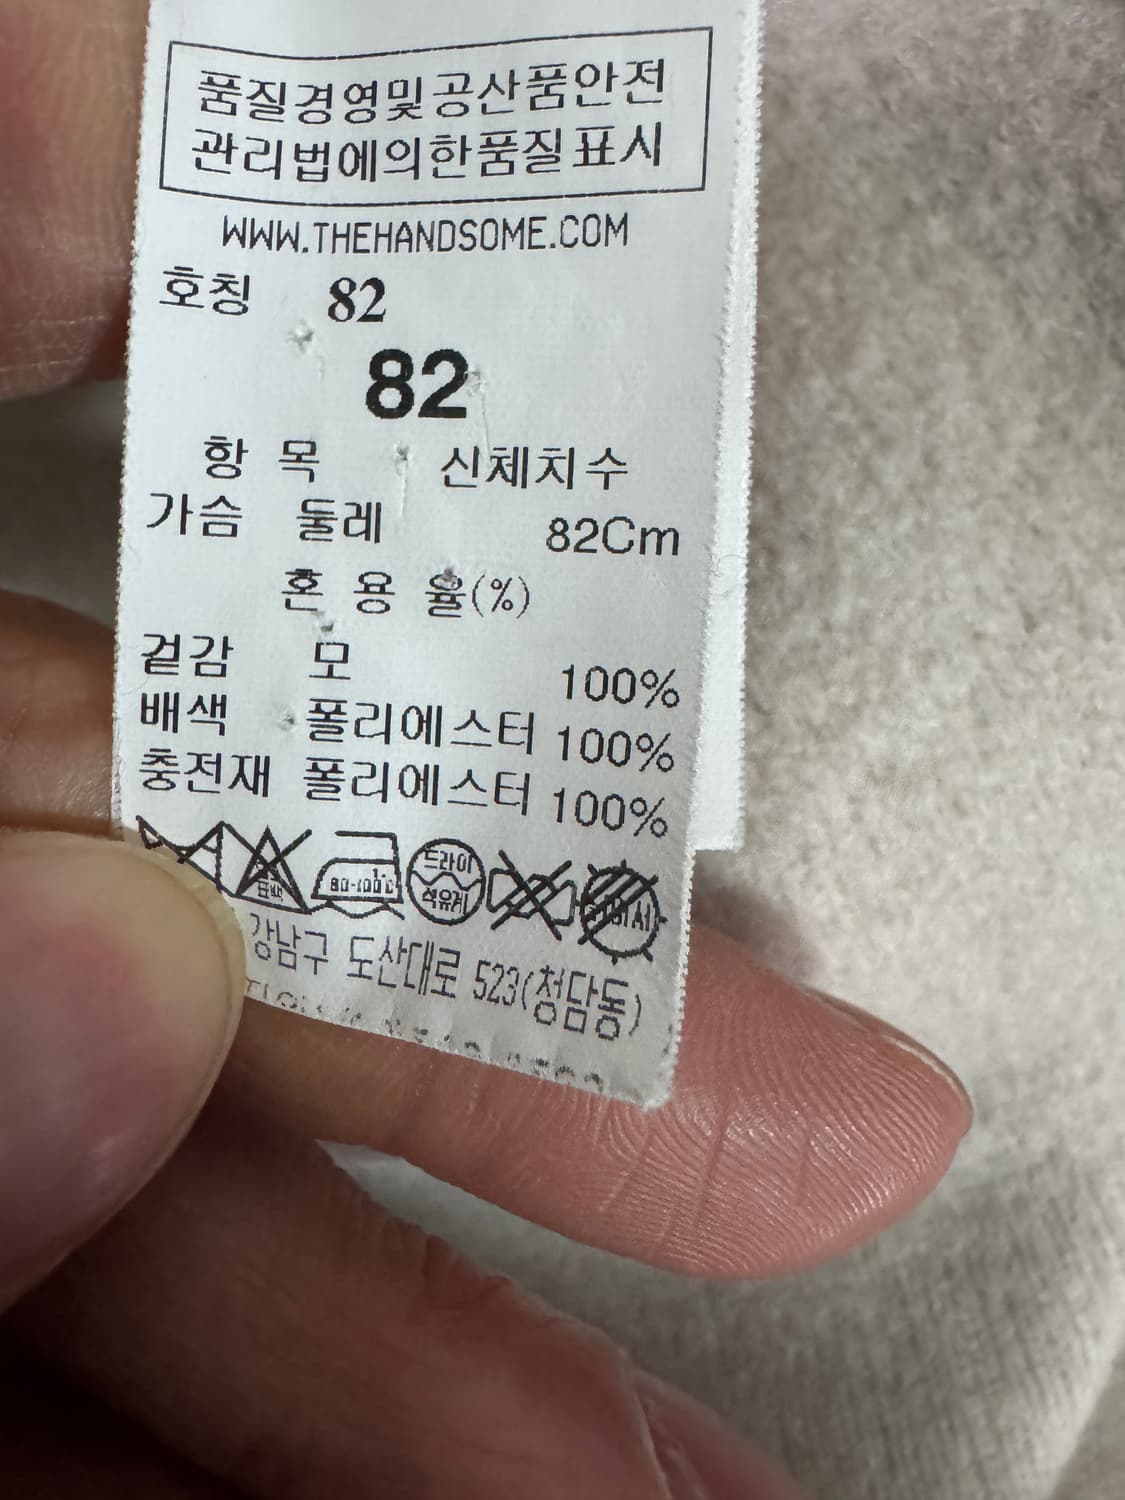 품질경영및공산품안전
관리법에의한품질표시
WWW.THEHANDSOME.COM
호칭 82
82
항 목 신체치수
가슴 둘레 82Cm
혼 용 율(%)
겉감 모 100%
배색 폴리에스터 100%
충전재 폴리에스터 100%
표백
80-100℃
드라이
석유계
강남구 도산대로 523(청담동)